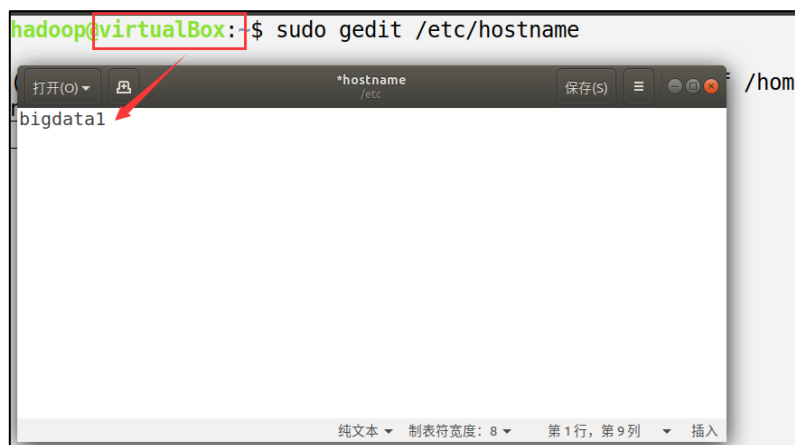 hadoop@virtualBox:~$ sudo gedit /etc/hostname
/hom
打开(O)
*hostname
/etc
保存(S)
bigdata1
纯文本 制表符宽度：8 第1行，第9列 插入